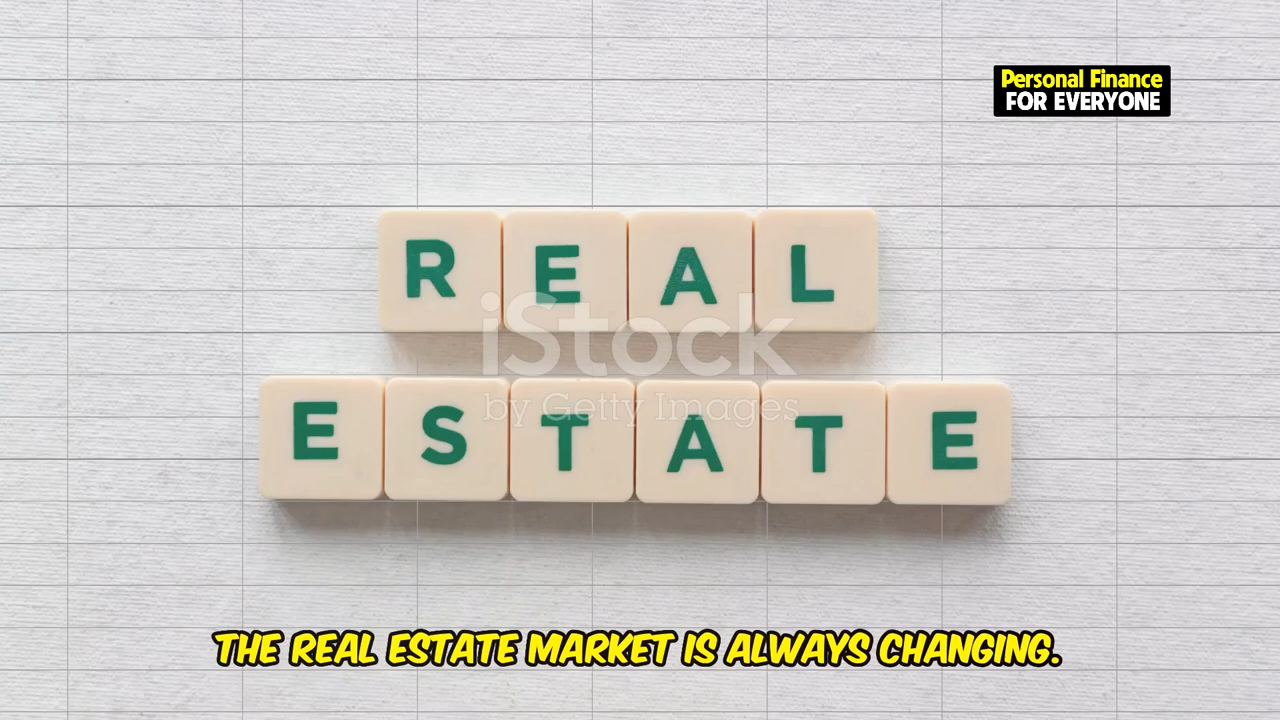 Personal Finance
FOR EVERYONE
REAL
iStock
by Getty Images
ESTATE
THE REAL ESTATE MARKET IS ALWAYS CHANGING.